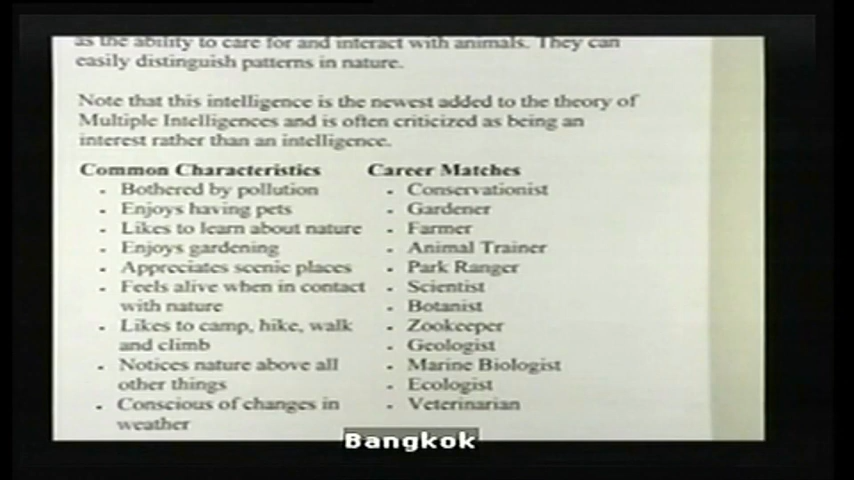 as the ability to care for and interact with animals. They can
easily distinguish patterns in nature.
Note that this intelligence is the newest added to the theory of
Multiple Intelligences and is often criticized as being an
interest rather than an intelligence.
Common Characteristics
• Bothered by pollution
• Enjoys having pets
• Likes to learn about nature
• Enjoys gardening
• Appreciates scenic places
• Feels alive when in contact
with nature
• Likes to camp, hike, walk
and climb
• Notices nature above all
other things
• Conscious of changes in
weather
Career Matches
• Conservationist
• Gardener
• Farmer
• Animal Trainer
• Park Ranger
• Scientist
• Botanist
• Zookeeper
• Geologist
• Marine Biologist
• Ecologist
• Veterinarian
Bangkok